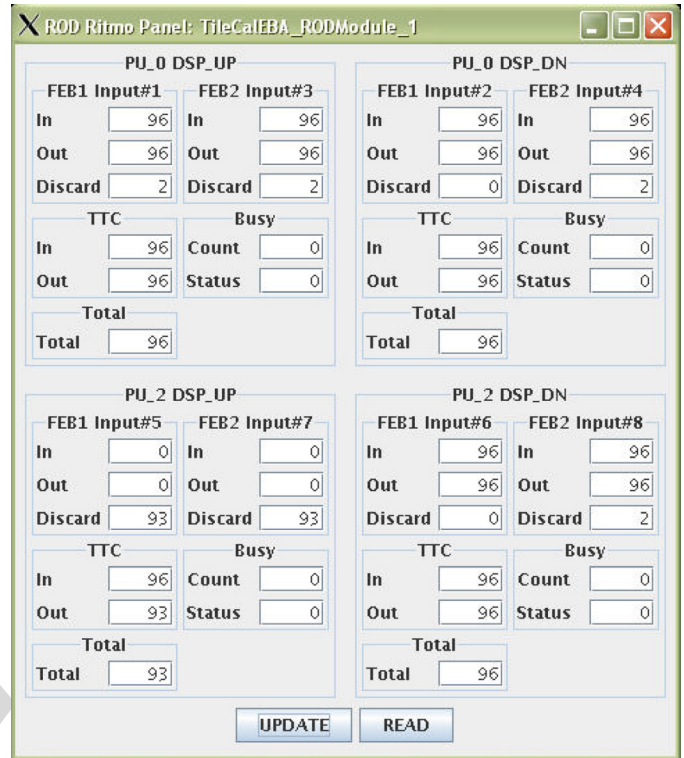 X ROD Ritmo Panel: TileCalEBA_RODModule_1
PU_0 DSP_UP PU_0 DSP_DN
FEB1 Input#1 FEB2 Input#3 FEB1 Input#2 FEB2 Input#4
In 96 In 96 In 96 In 96
Out 96 Out 96 Out 96 Out 96
Discard 2 Discard 2 Discard 0 Discard 2
TTC Busy TTC Busy
In 96 Count 0 In 96 Count 0
Out 96 Status 0 Out 96 Status 0
Total Total
Total 96 Total 96
PU_2 DSP_UP PU_2 DSP_DN
FEB1 Input#5 FEB2 Input#7 FEB1 Input#6 FEB2 Input#8
In 0 In 0 In 96 In 96
Out 0 Out 0 Out 96 Out 96
Discard 93 Discard 93 Discard 0 Discard 2
TTC Busy TTC Busy
In 96 Count 0 In 96 Count 0
Out 93 Status 0 Out 96 Status 0
Total Total
Total 93 Total 96
UPDATE READ